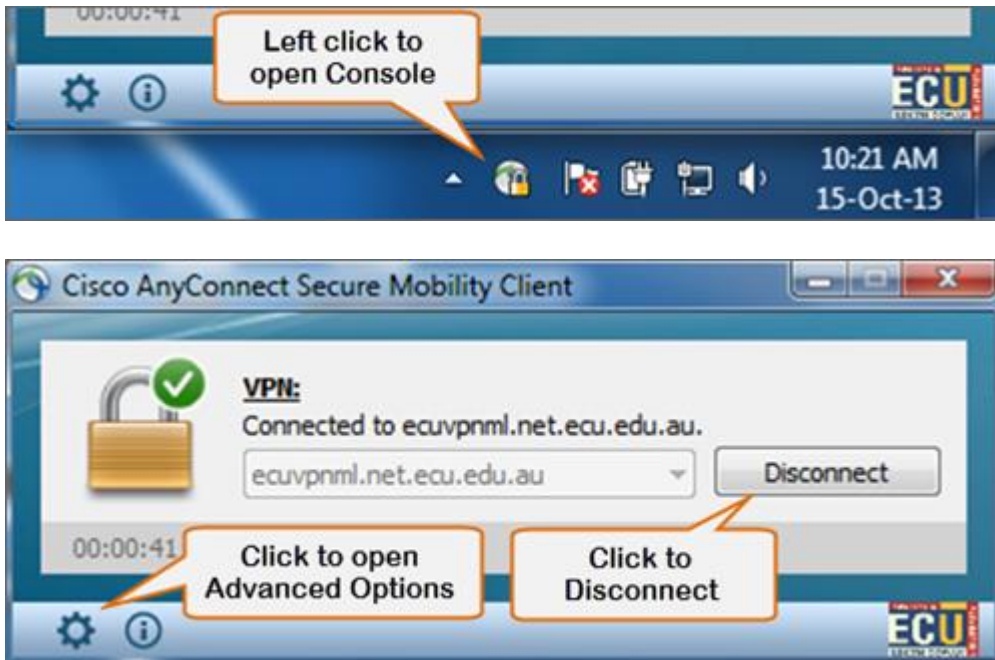 00:00:41
Left click to
open Console
ECU
10:21 AM
15-Oct-13
Cisco AnyConnect Secure Mobility Client
VPN:
Connected to ecuvpnml.net.ecu.edu.au.
ecuvpnml.net.ecu.edu.au
Disconnect
00:00:41
Click to open
Advanced Options
Click to
Disconnect
ECU